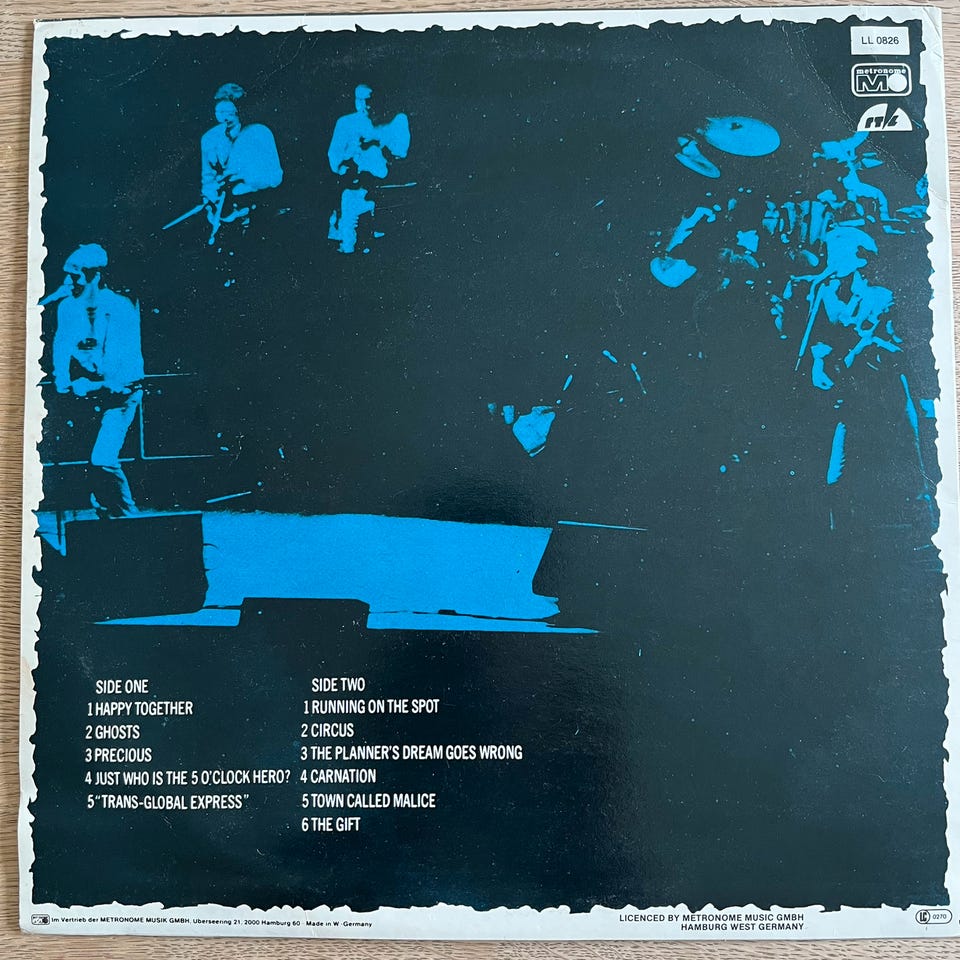 LL 0826
metronome
SIDE ONE
1 HAPPY TOGETHER
2 GHOSTS
3 PRECIOUS
4 JUST WHO IS THE 5 O'CLOCK HERO?
5 "TRANS-GLOBAL EXPRESS"
SIDE TWO
1 RUNNING ON THE SPOT
2 CIRCUS
3 THE PLANNER'S DREAM GOES WRONG
4 CARNATION
5 TOWN CALLED MALICE
6 THE GIFT
Im Vertrieb der METRONOME MUSIK GMBH, Überseering 21, 2000 Hamburg 60 · Made in W.-Germany
LICENCED BY METRONOME MUSIC GMBH
HAMBURG WEST GERMANY
LC 0270